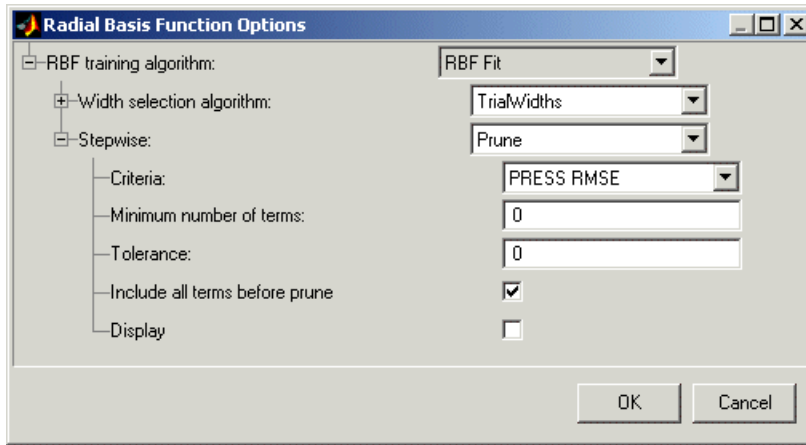 Radial Basis Function Options
RBF training algorithm: RBF Fit
Width selection algorithm: TrialWidths
Stepwise: Prune
Criteria: PRESS RMSE
Minimum number of terms: 0
Tolerance: 0
Include all terms before prune
Display
OK Cancel